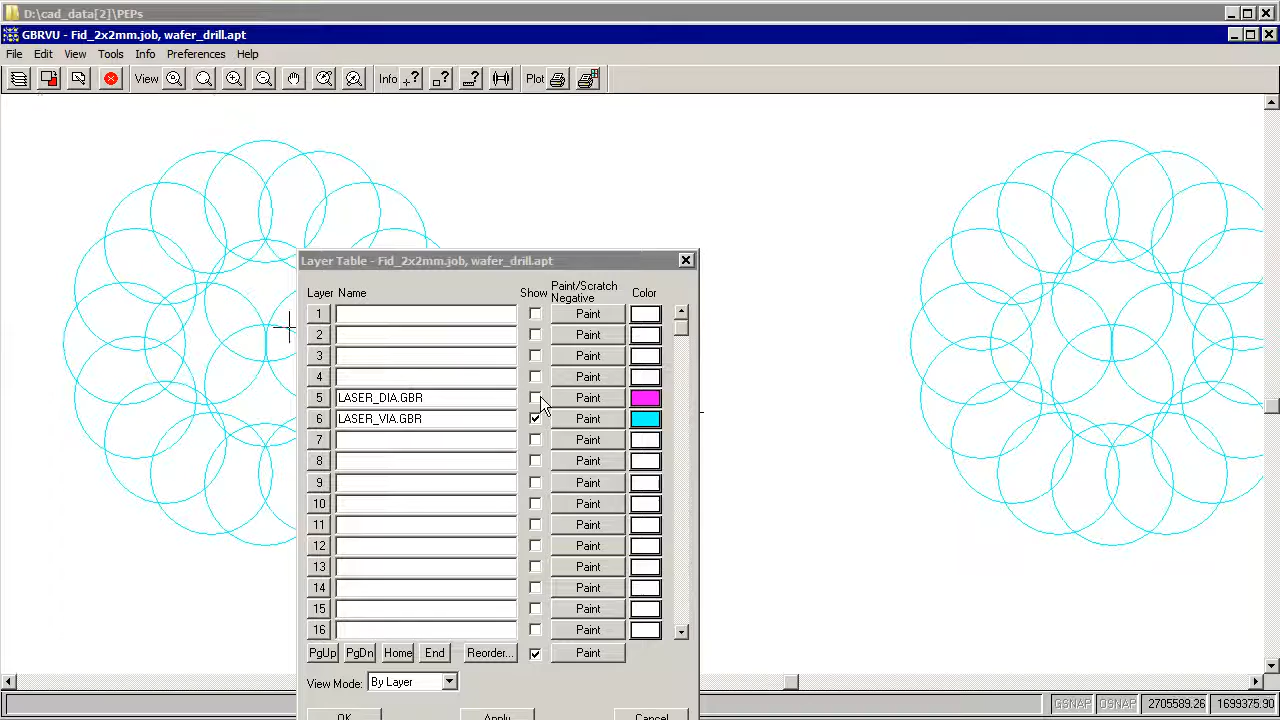 D:\cad_data[2]\PEPs
GBRVU - Fid_2x2mm.job, wafer_drill.apt
File Edit View Tools Info Preferences Help
View Info Plot
Layer Table - Fid_2x2mm.job, wafer_drill.apt
Layer Name Show Paint/Scratch Negative Color
1 Paint
2 Paint
3 Paint
4 Paint
5 LASER_DIA.GBR Paint
6 LASER_VIA.GBR Paint
7 Paint
8 Paint
9 Paint
10 Paint
11 Paint
12 Paint
13 Paint
14 Paint
15 Paint
16 Paint
PgUp PgDn Home End Reorder... Paint
View Mode: By Layer
OK Apply Cancel
GSNAP OSNAP 2705589.26 1699375.90